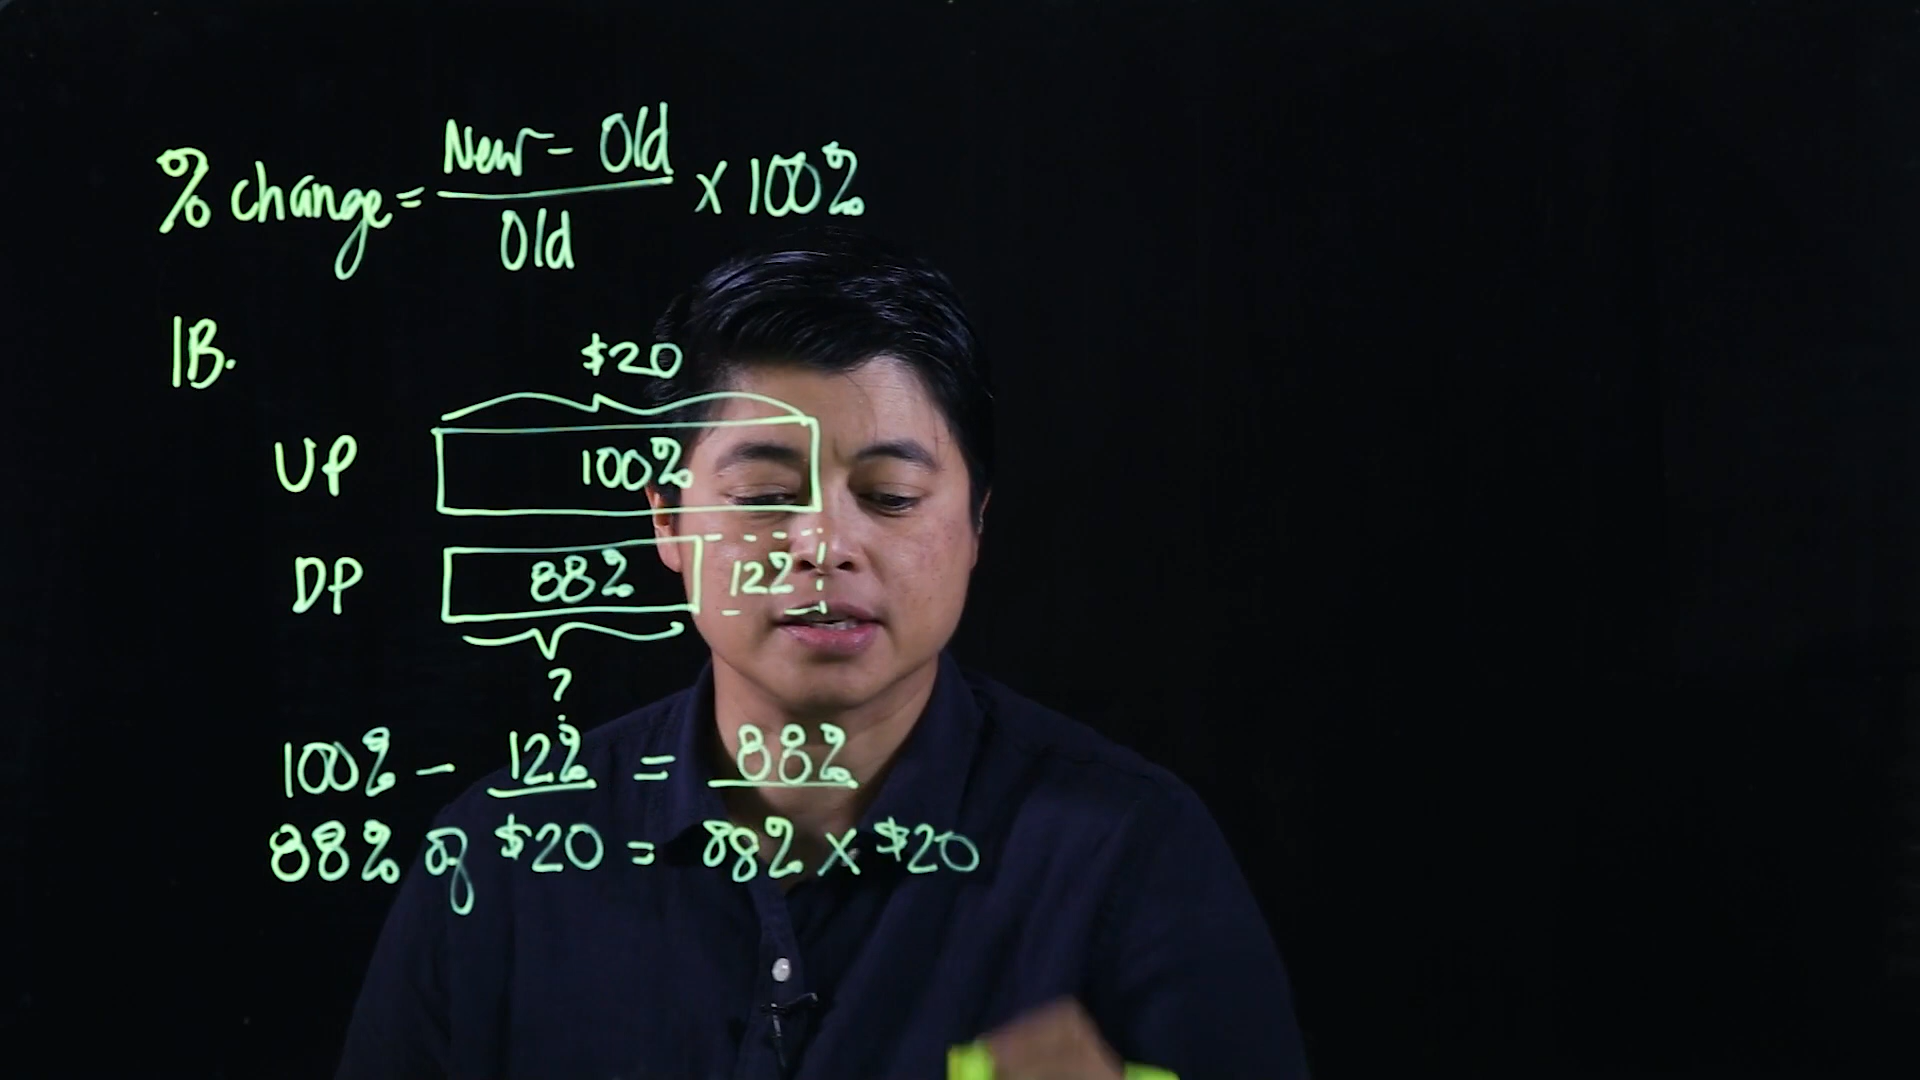 % change = New - Old / Old × 100%
1B.
$20
UP 100%
DP 88% 12%
?
100% - 12% = 88%
88% of $20 = 88% × $20